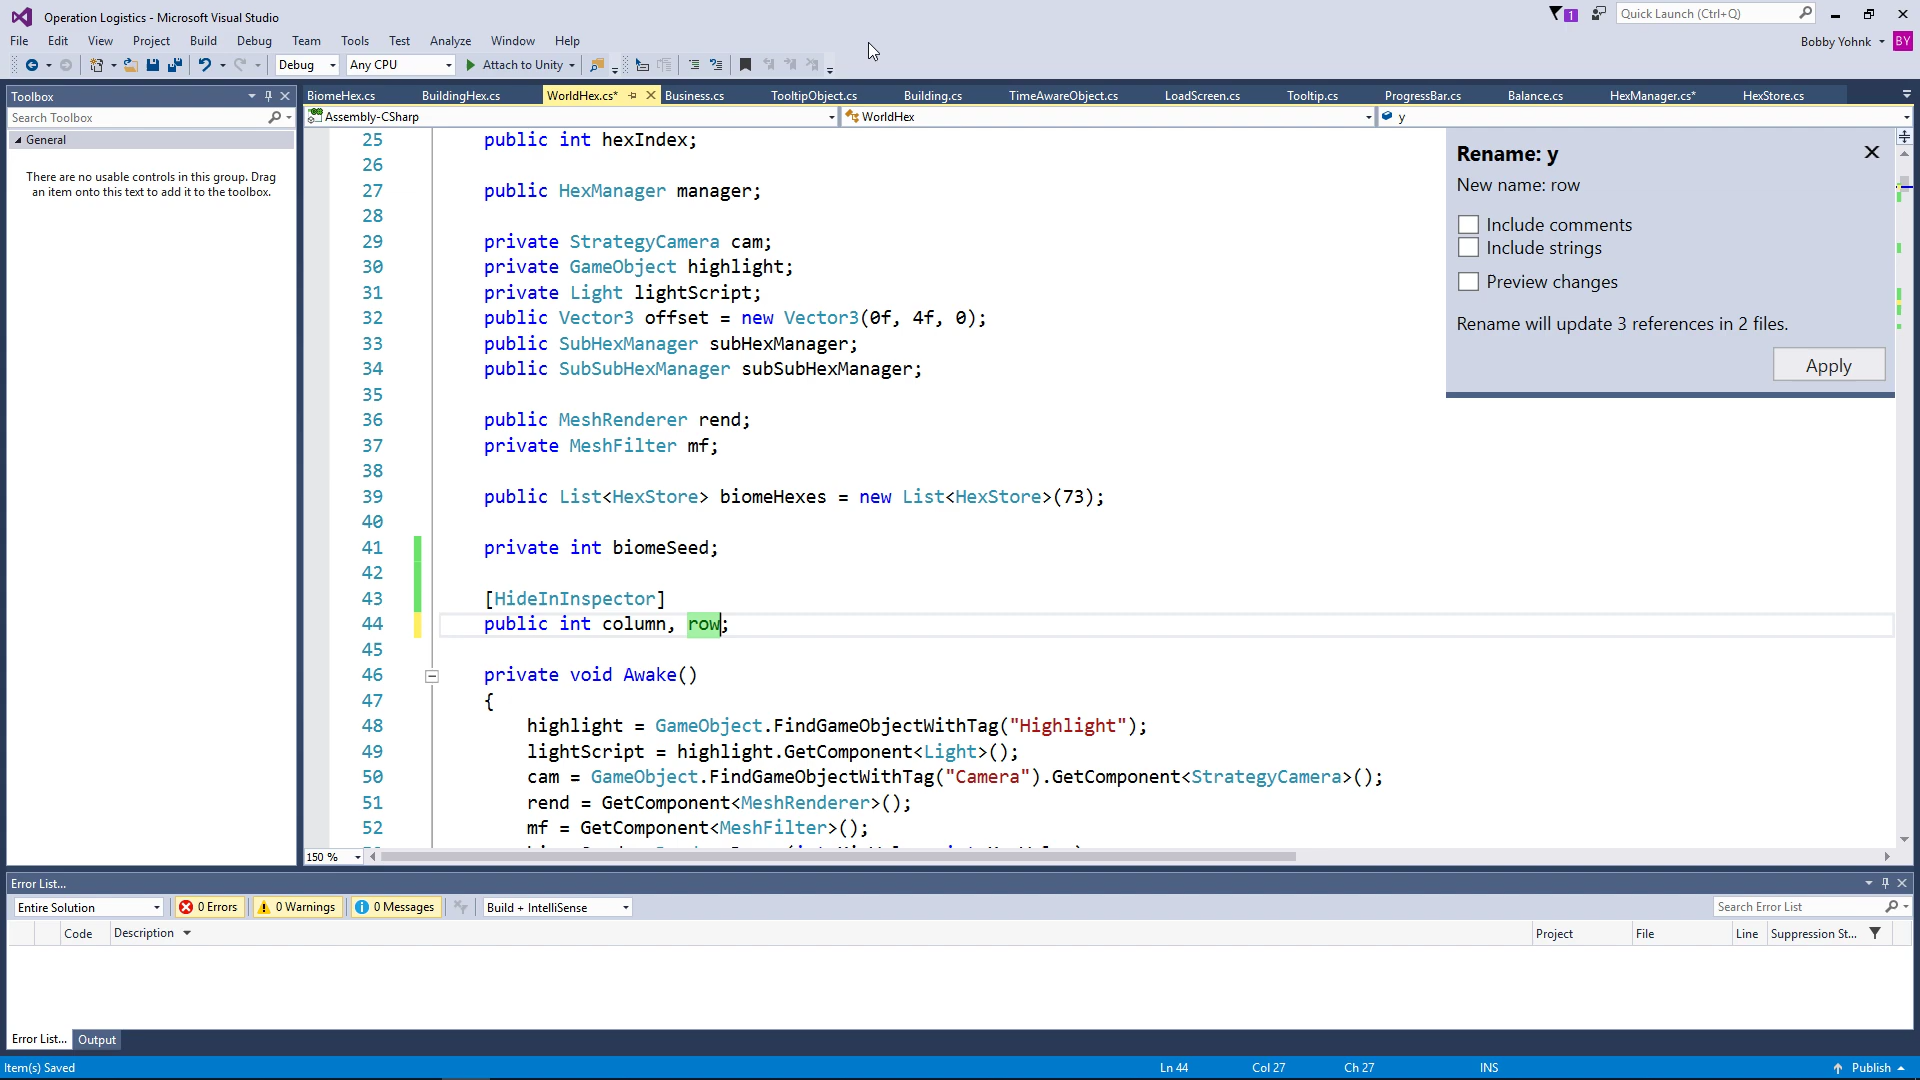 Operation Logistics - Microsoft Visual Studio
1
Quick Launch (Ctrl+Q)
File Edit View Project Build Debug Team Tools Test Analyze Window Help
Bobby Yohnk BY
Debug Any CPU Attach to Unity
Toolbox
Search Toolbox
General
There are no usable controls in this group. Drag
an item onto this text to add it to the toolbox.
BiomeHex.cs BuildingHex.cs WorldHex.cs* Business.cs TooltipObject.cs Building.cs TimeAwareObject.cs LoadScreen.cs Tooltip.cs ProgressBar.cs Balance.cs HexManager.cs* HexStore.cs
Assembly-CSharp WorldHex y
25 public int hexIndex;
26
27 public HexManager manager;
28
29 private StrategyCamera cam;
30 private GameObject highlight;
31 private Light lightScript;
32 public Vector3 offset = new Vector3(0f, 4f, 0);
33 public SubHexManager subHexManager;
34 public SubSubHexManager subSubHexManager;
35
36 public MeshRenderer rend;
37 private MeshFilter mf;
38
39 public List<HexStore> biomeHexes = new List<HexStore>(73);
40
41 private int biomeSeed;
42
43 [HideInInspector]
44 public int column, row;
45
46 private void Awake()
47 {
48 highlight = GameObject.FindGameObjectWithTag("Highlight");
49 lightScript = highlight.GetComponent<Light>();
50 cam = GameObject.FindGameObjectWithTag("Camera").GetComponent<StrategyCamera>();
51 rend = GetComponent<MeshRenderer>();
52 mf = GetComponent<MeshFilter>();
Rename: y
New name: row
Include comments
Include strings
Preview changes
Rename will update 3 references in 2 files.
Apply
150 %
Error List...
Entire Solution 0 Errors 0 Warnings 0 Messages Build + IntelliSense Search Error List
Code Description Project File Line Suppression St...
Error List... Output
Item(s) Saved Ln 44 Col 27 Ch 27 INS Publish